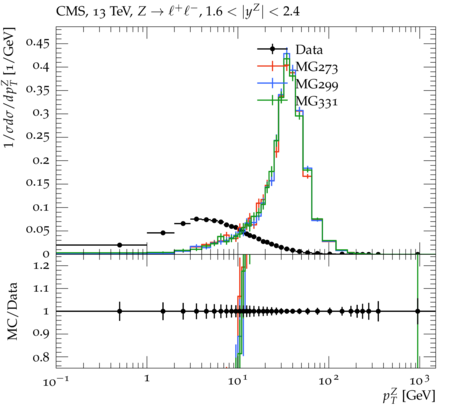 CMS, 13 TeV, Z → ℓ⁺ℓ⁻, 1.6 < |y^Z| < 2.4
1/σdσ/dp_T^Z [1/GeV]
0.45
0.4
0.35
0.3
0.25
0.2
0.15
0.1
0.05
0
Data
MG273
MG299
MG331
MC/Data
1.2
1.1
1
0.9
0.8
10⁻¹
1
10¹
10²
10³
p_T^Z [GeV]